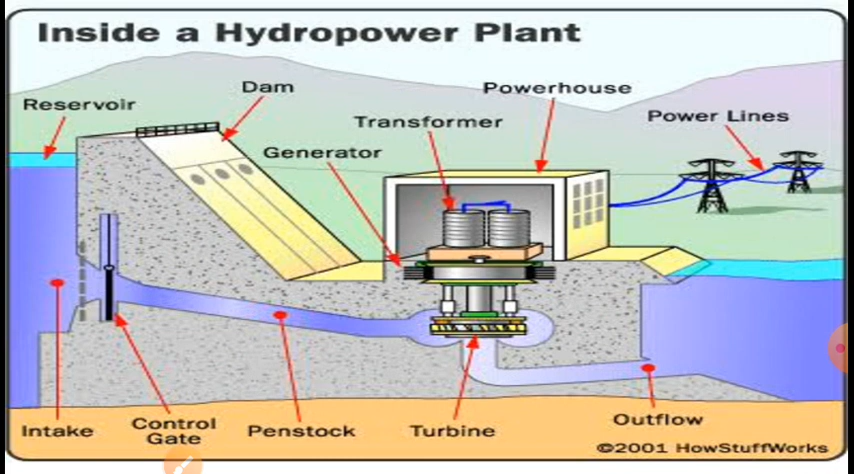 Inside a Hydropower Plant
Dam
Powerhouse
Reservoir
Transformer
Power Lines
Generator
Intake
Control
Gate
Penstock
Turbine
Outflow
©2001 HowStuffWorks